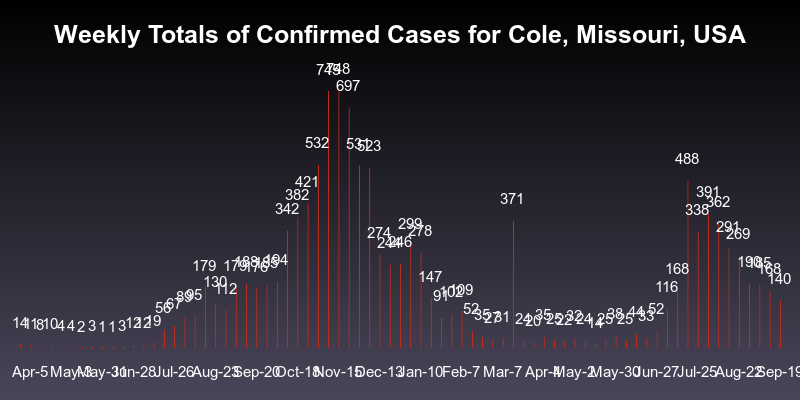 Weekly Totals of Confirmed Cases for Cole, Missouri, USA
745 748
697
532 531 523
488
421
382 391
371 362
342 338
299 291
274 278 269
244 246
179 179 188 176 185 194 190 185
168 168
147 140
130
112 116
89 95 91 102 109
56 67 52 52
14 11 8 10 4 4 2 3 1 1 3 12 12 19 35 27 31 24 20 35 25 22 32 24 14 25 38 25 44 33
Apr-5 May-3 May-31 Jun-28 Jul-26 Aug-23 Sep-20 Oct-18 Nov-15 Dec-13 Jan-10 Feb-7 Mar-7 Apr-4 May-2 May-30 Jun-27 Jul-25 Aug-22 Sep-19